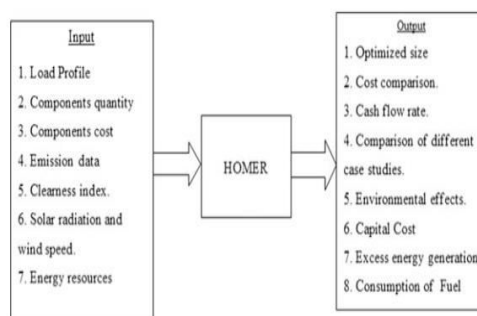 Input
1. Load Profile
2. Components quantity
3. Components cost
4. Emission data
5. Clearness index.
6. Solar radiation and
wind speed.
7. Energy resources
HOMER
Output
1. Optimized size
2. Cost comparison.
3. Cash flow rate.
4. Comparison of different
case studies.
5. Environmental effects.
6. Capital Cost
7. Excess energy generation
8. Consumption of Fuel